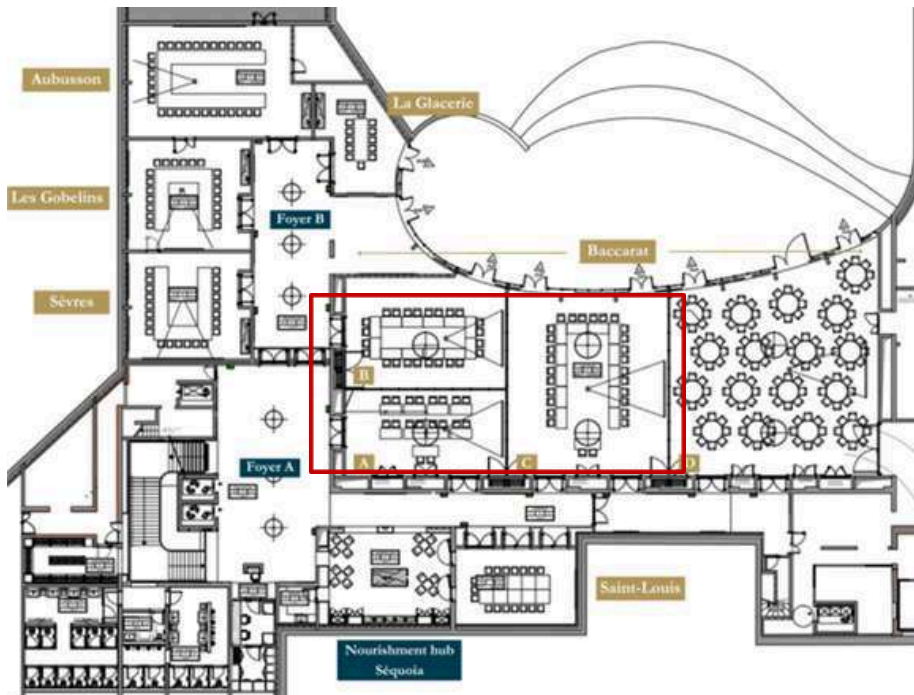 Aubusson
La Glacerie
Les Gobelins
Foyer B
Baccarat
Sèvres
B
A
C
D
Foyer A
Saint-Louis
Nourishment hub
Séquoia